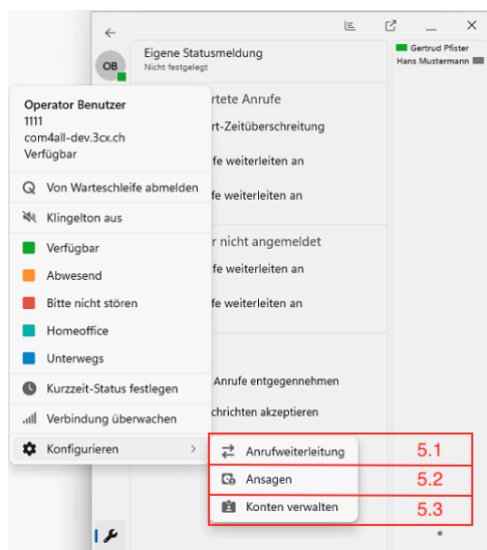 Eigene Statusmeldung
Nicht festgelegt
Gertrud Pfister
Hans Mustermann
OB
Operator Benutzer
1111
com4all-dev.3cx.ch
Verfügbar
Von Warteschleife abmelden
Klingelton aus
Verfügbar
Abwesend
Bitte nicht stören
Homeoffice
Unterwegs
Kurzzeit-Status festlegen
Verbindung überwachen
Konfigurieren
rtete Anrufe
rt-Zeitüberschreitung
fe weiterleiten an
fe weiterleiten an
r nicht angemeldet
fe weiterleiten an
fe weiterleiten an
Anrufe entgegennehmen
chrichten akzeptieren
Anrufweiterleitung 5.1
Ansagen 5.2
Konten verwalten 5.3